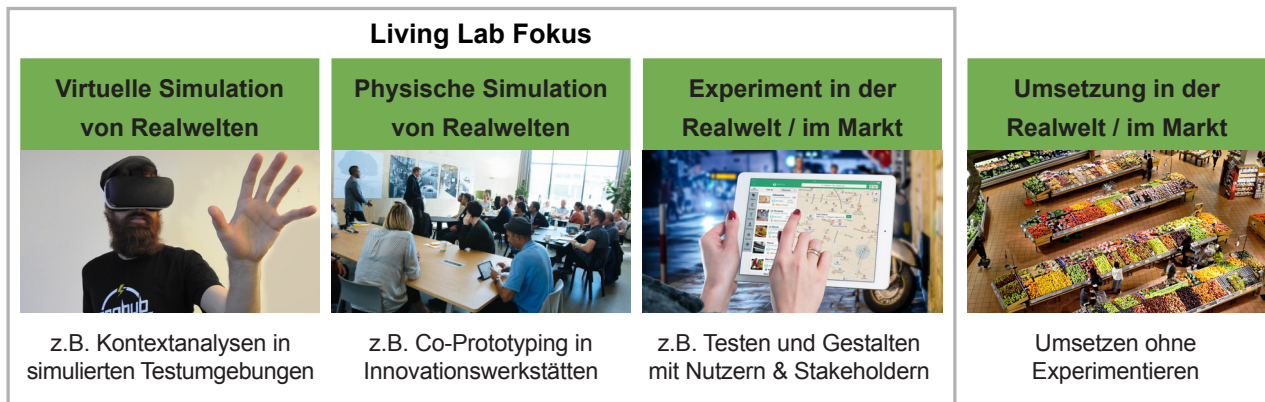 Living Lab Fokus
Virtuelle Simulation
von Realwelten
Physische Simulation
von Realwelten
Experiment in der
Realwelt / im Markt
Umsetzung in der
Realwelt / im Markt
z.B. Kontextanalysen in
simulierten Testumgebungen
z.B. Co-Prototyping in
Innovationswerkstätten
z.B. Testen und Gestalten
mit Nutzern & Stakeholdern
Umsetzen ohne
Experimentieren